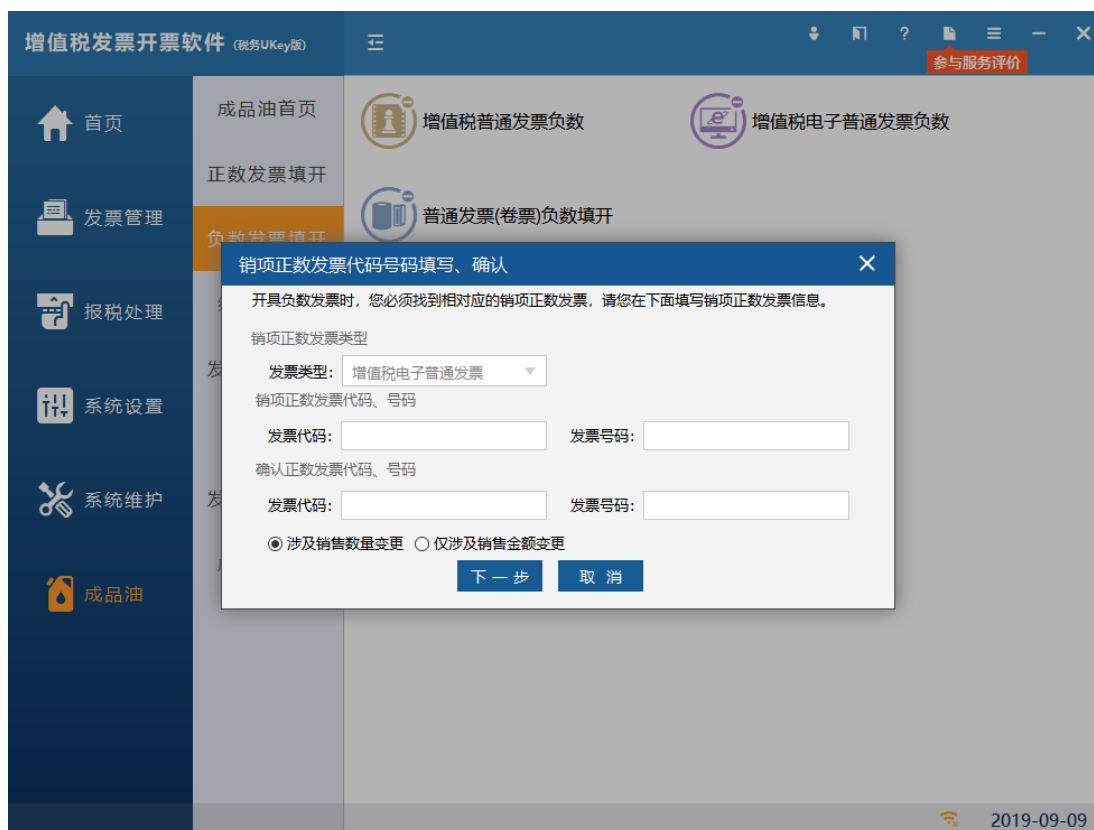 增值税发票开票软件 (税务UKey版)
参与服务评价
首页
发票管理
报税处理
系统设置
系统维护
成品油
成品油首页
正数发票填开
负数发票填开
发
发
增值税普通发票负数
增值税电子普通发票负数
普通发票(卷票)负数填开
销项正数发票代码号码填写、确认
开具负数发票时，您必须找到相对应的销项正数发票，请您在下面填写销项正数发票信息。
销项正数发票类型
发票类型: 增值税电子普通发票
销项正数发票代码、号码
发票代码: 发票号码:
确认正数发票代码、号码
发票代码: 发票号码:
涉及销售数量变更 仅涉及销售金额变更
下一步 取 消
2019-09-09